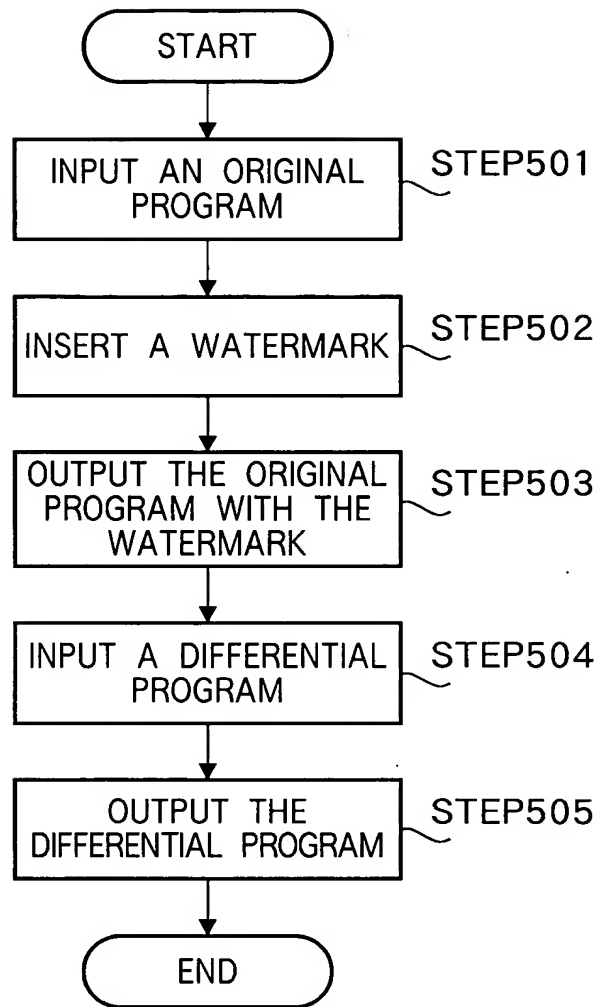 START
INPUT AN ORIGINAL
PROGRAM
STEP501
INSERT A WATERMARK
STEP502
OUTPUT THE ORIGINAL
PROGRAM WITH THE
WATERMARK
STEP503
INPUT A DIFFERENTIAL
PROGRAM
STEP504
OUTPUT THE
DIFFERENTIAL PROGRAM
STEP505
END